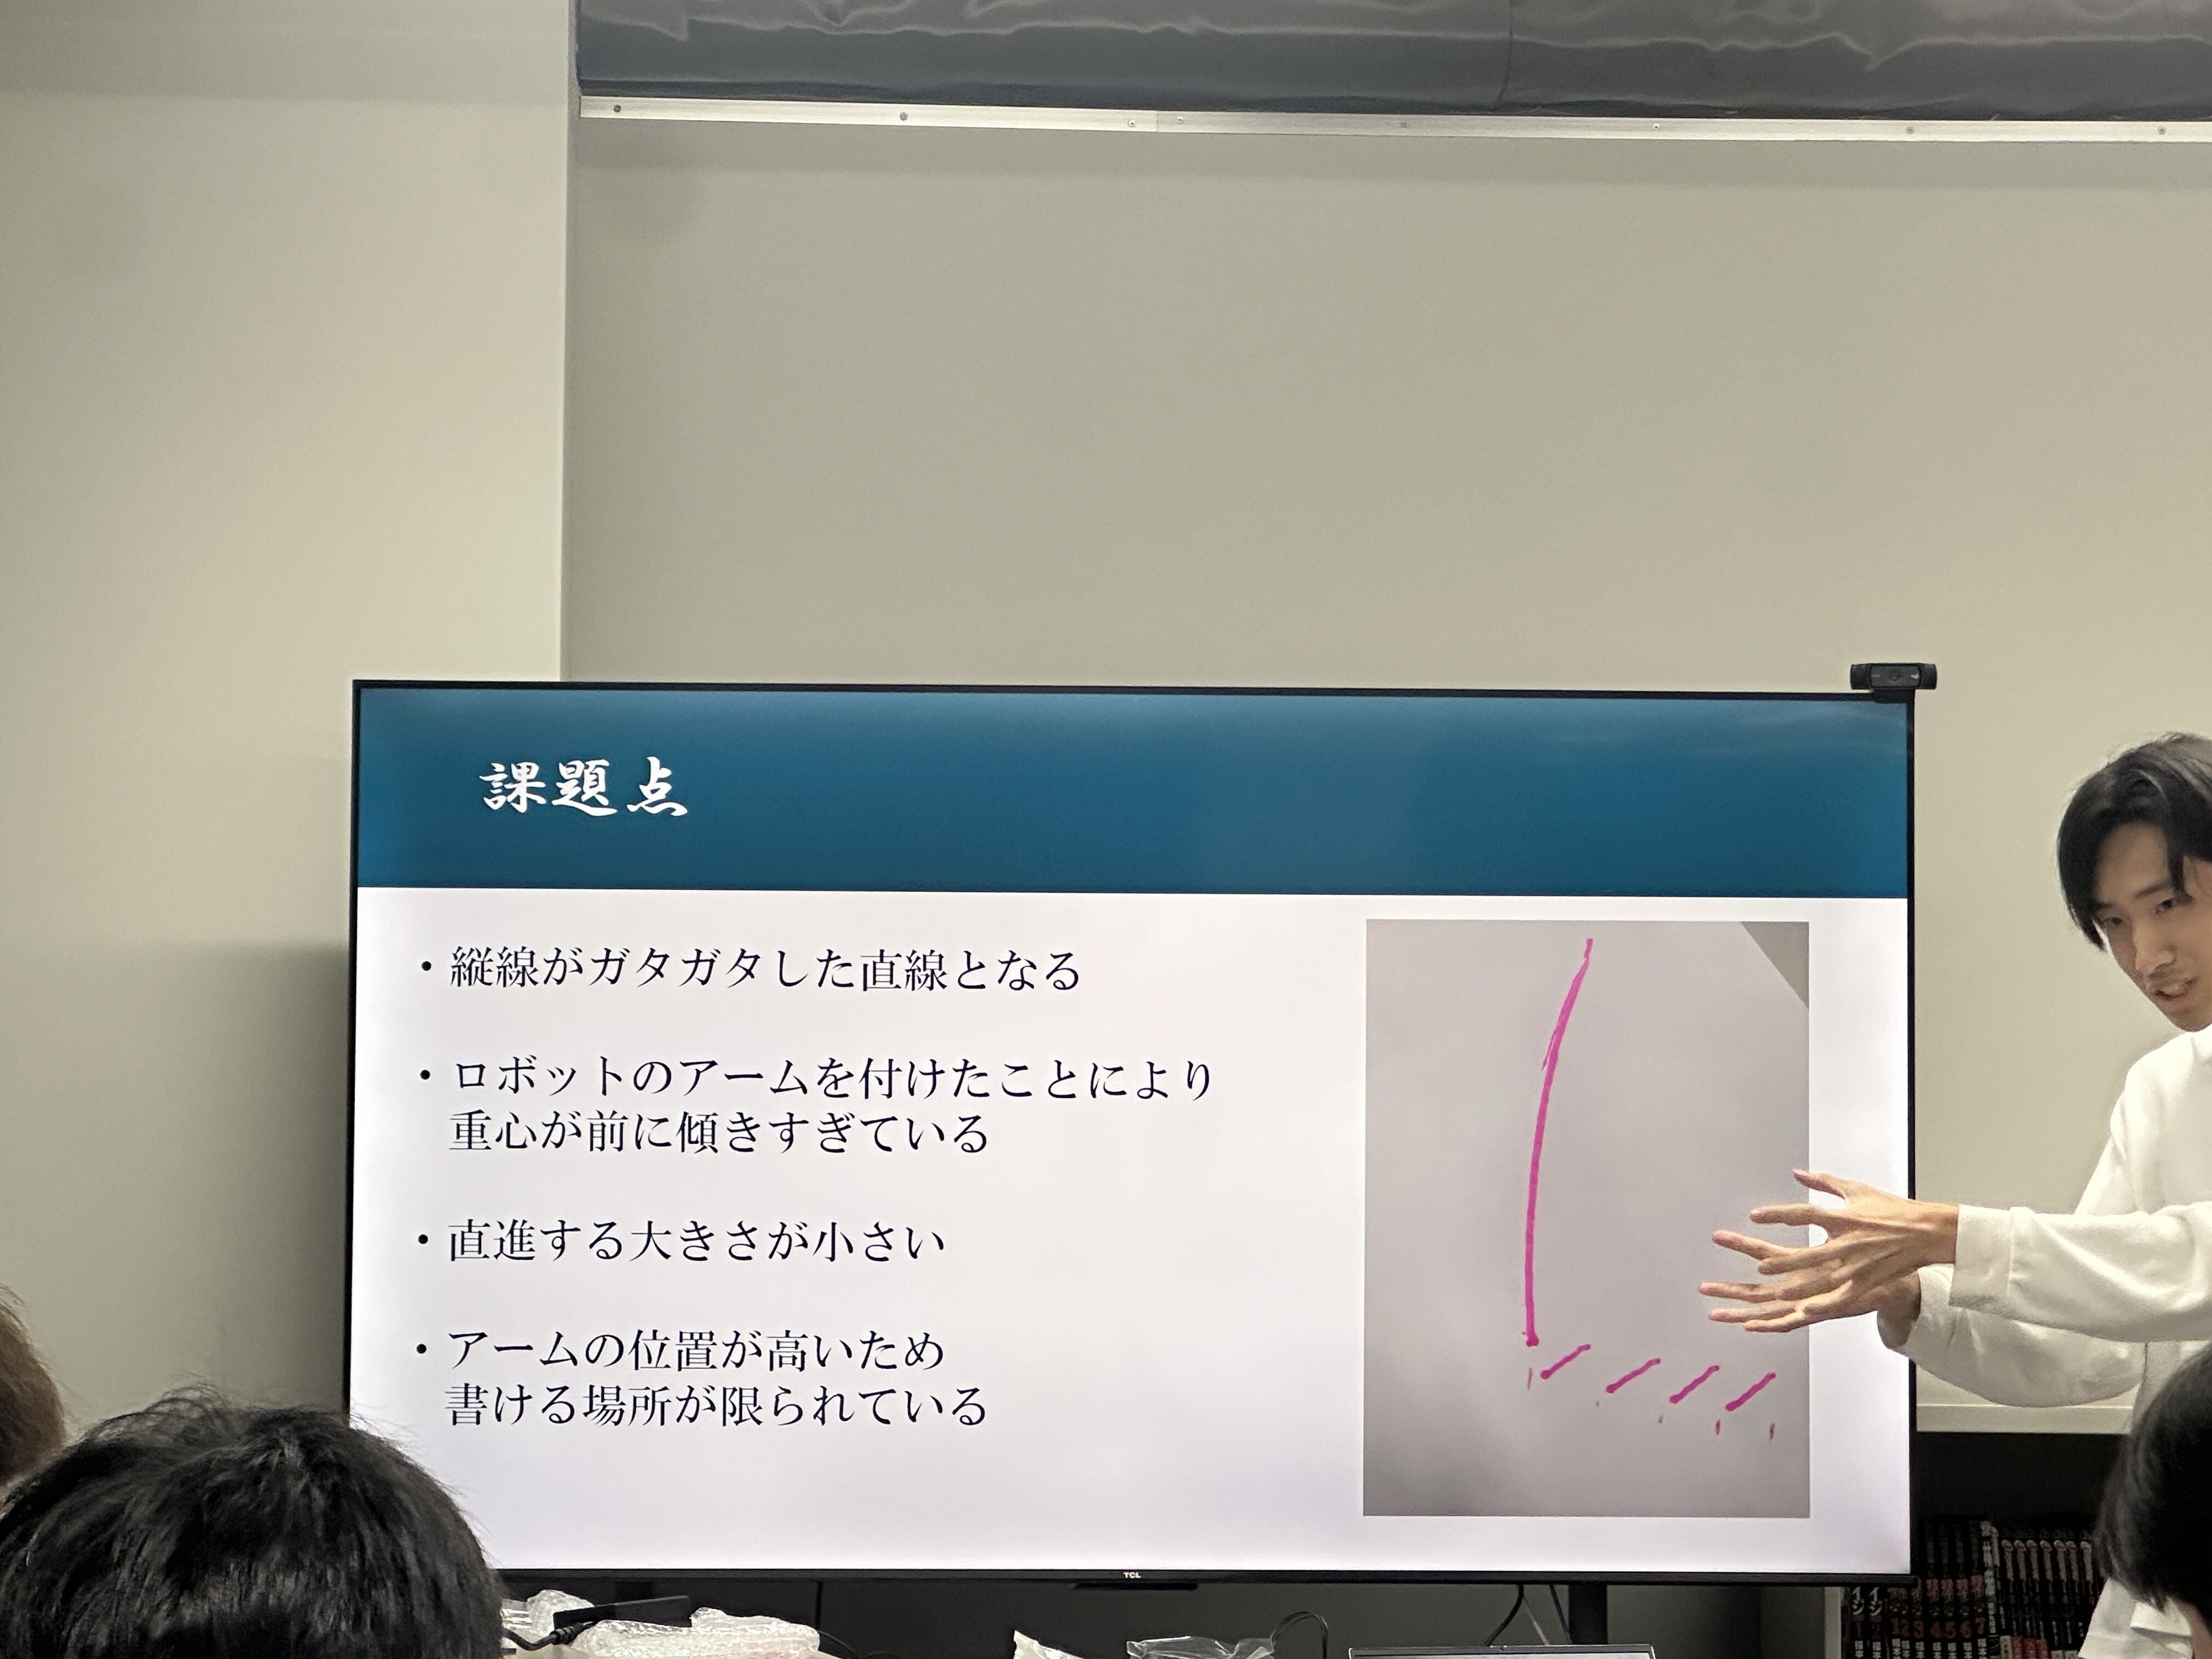 課題点
・縦線がガタガタした直線となる
・ロボットのアームを付けたことにより
重心が前に傾きすぎている
・直進する大きさが小さい
・アームの位置が高いため
書ける場所が限られている
TCL